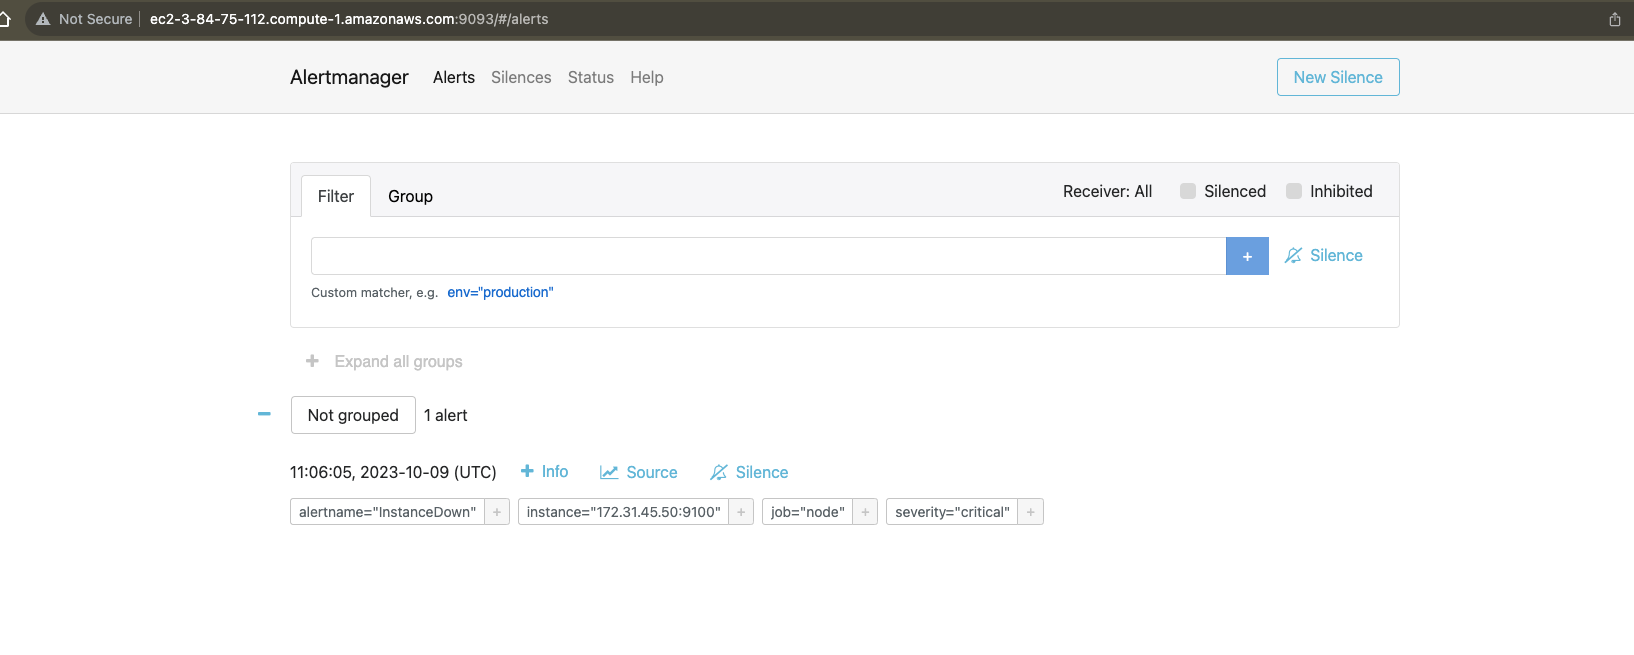 Not Secure ec2-3-84-75-112.compute-1.amazonaws.com:9093/#/alerts
Alertmanager Alerts Silences Status Help New Silence
Filter Group Receiver: All Silenced Inhibited
+ Silence
Custom matcher, e.g. env="production"
+ Expand all groups
Not grouped 1 alert
11:06:05, 2023-10-09 (UTC) + Info Source Silence
alertname="InstanceDown" + instance="172.31.45.50:9100" + job="node" + severity="critical" +